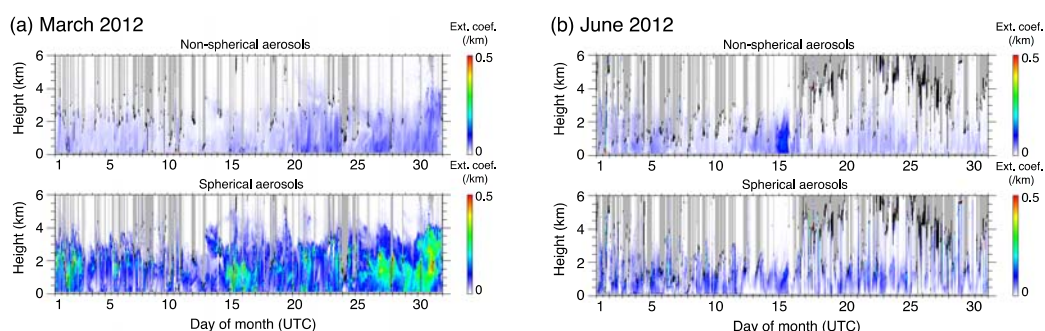 (a) March 2012
Non-spherical aerosols
Ext. coef.
(/km)
0.5
0
Height (km)
6
4
2
0
1 5 10 15 20 25 30
Spherical aerosols
Ext. coef.
(/km)
0.5
0
Height (km)
6
4
2
0
1 5 10 15 20 25 30
Day of month (UTC)
(b) June 2012
Non-spherical aerosols
Ext. coef.
(/km)
0.5
0
Height (km)
6
4
2
0
1 5 10 15 20 25 30
Spherical aerosols
Ext. coef.
(/km)
0.5
0
Height (km)
6
4
2
0
1 5 10 15 20 25 30
Day of month (UTC)